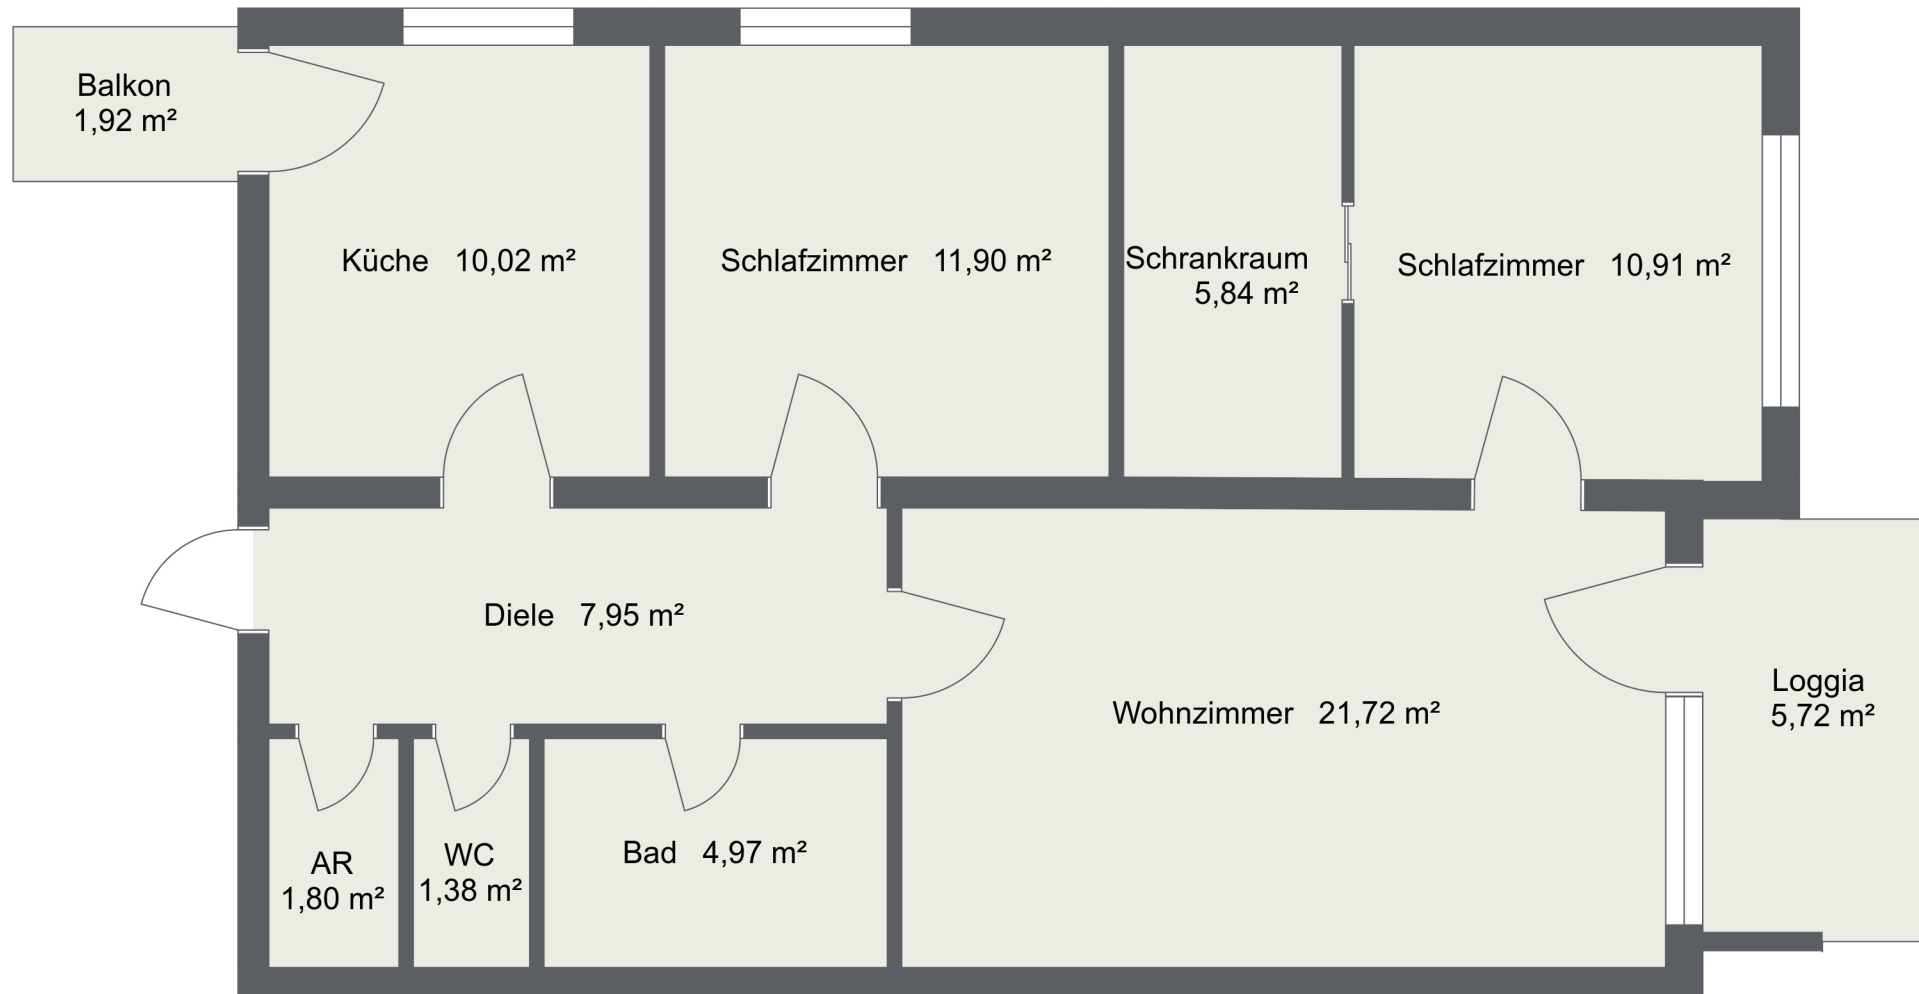 Balkon
1,92 m²
Küche 10,02 m²
Schlafzimmer 11,90 m²
Schrankraum
5,84 m²
Schlafzimmer 10,91 m²
Diele 7,95 m²
Wohnzimmer 21,72 m²
Loggia
5,72 m²
AR
1,80 m²
WC
1,38 m²
Bad 4,97 m²